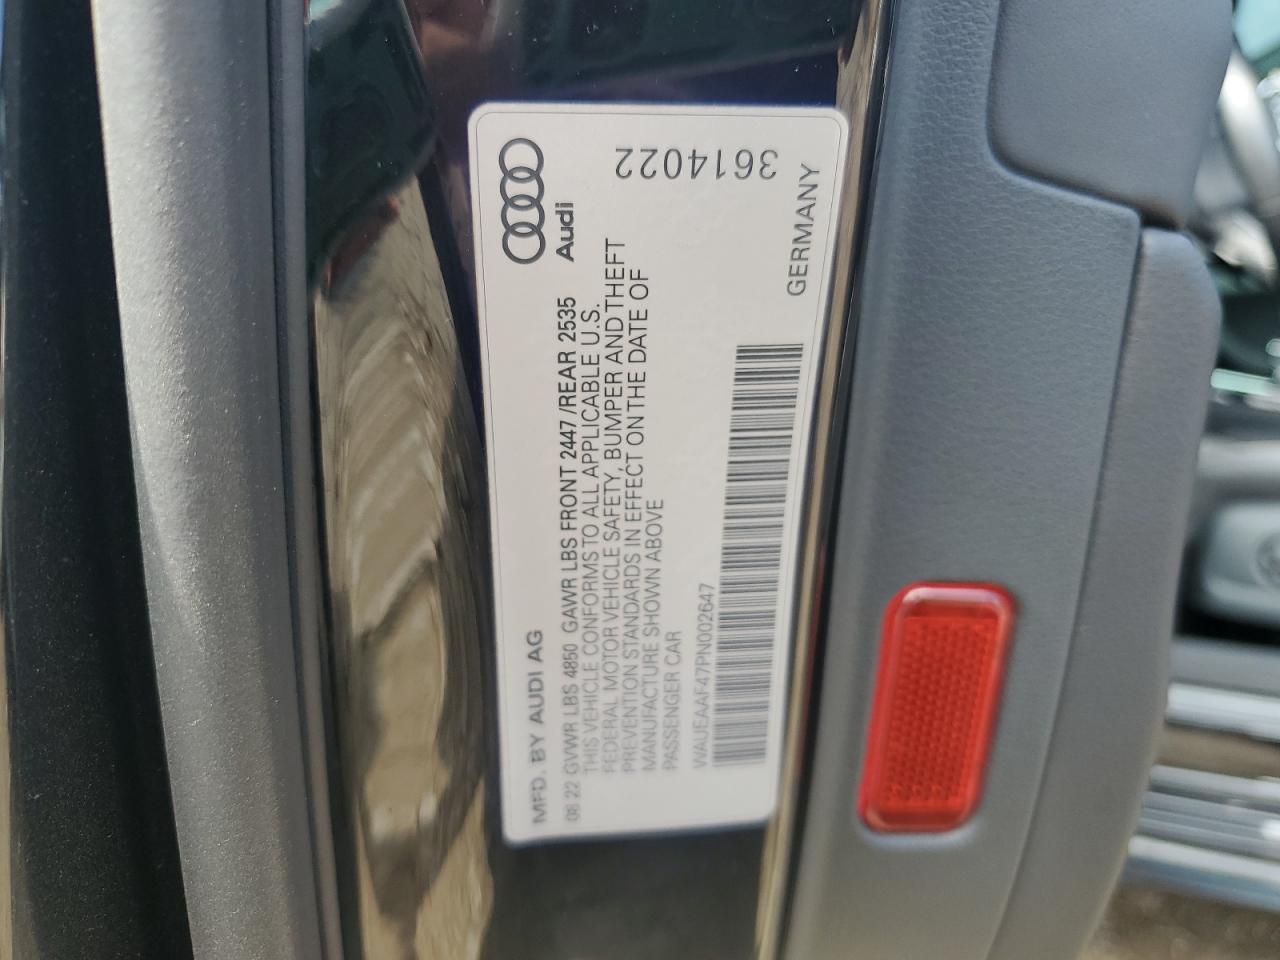 MFD. BY AUDI AG
Audi
08 22 GVWR LBS 4850 GAWR LBS FRONT 2447 /REAR 2535
THIS VEHICLE CONFORMS TO ALL APPLICABLE U.S.
FEDERAL MOTOR VEHICLE SAFETY, BUMPER AND THEFT
PREVENTION STANDARDS IN EFFECT ON THE DATE OF
MANUFACTURE SHOWN ABOVE
PASSENGER CAR
WAUEAAF47PN002647
GERMANY
3614022